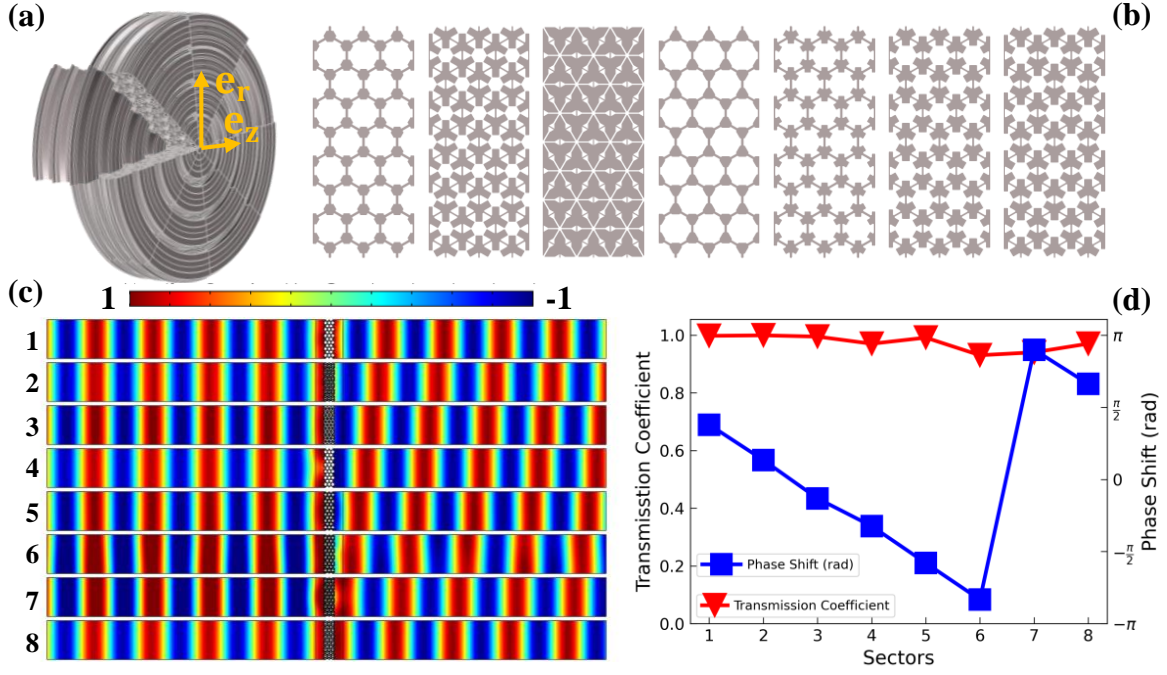 (a)
(b)
e_r
e_z
(c)
1
-1
(d)
1
2
3
4
5
6
7
8
1.0
0.8
0.6
0.4
0.2
0.0
Transmisstion Coefficient
Phase Shift (rad)
Transmission Coefficient
π
π/2
0
−π/2
−π
Phase Shift (rad)
1 2 3 4 5 6 7 8
Sectors